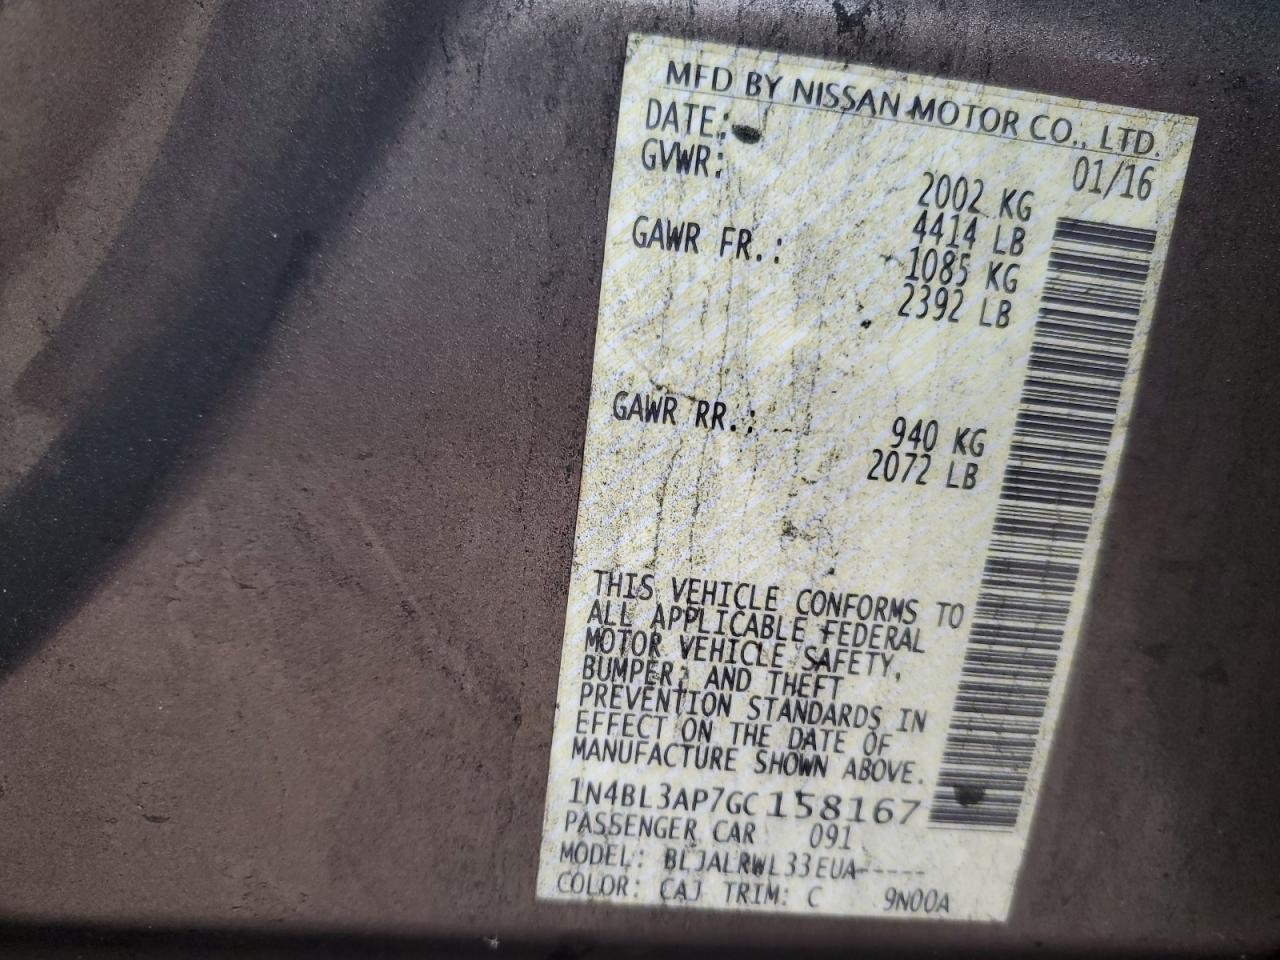 MFD BY NISSAN MOTOR CO., LTD.
DATE: 01/16
GVWR: 2002 KG
4414 LB
GAWR FR.: 1085 KG
2392 LB
GAWR RR.: 940 KG
2072 LB
THIS VEHICLE CONFORMS TO
ALL APPLICABLE FEDERAL
MOTOR VEHICLE SAFETY,
BUMPER, AND THEFT
PREVENTION STANDARDS IN
EFFECT ON THE DATE OF
MANUFACTURE SHOWN ABOVE.
1N4BL3AP7GC158167
PASSENGER CAR 091
MODEL: BLJALRWL33EUA-----
COLOR: CAJ TRIM: C 9N00A